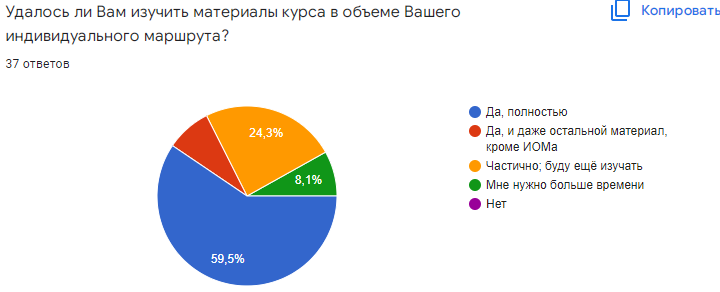 Удалось ли Вам изучить материалы курса в объеме Вашего
индивидуального маршрута?
Копировать
37 ответов
24,3%
8,1%
59,5%
Да, полностью
Да, и даже остальной материал,
кроме ИОМа
Частично; буду ещё изучать
Мне нужно больше времени
Нет